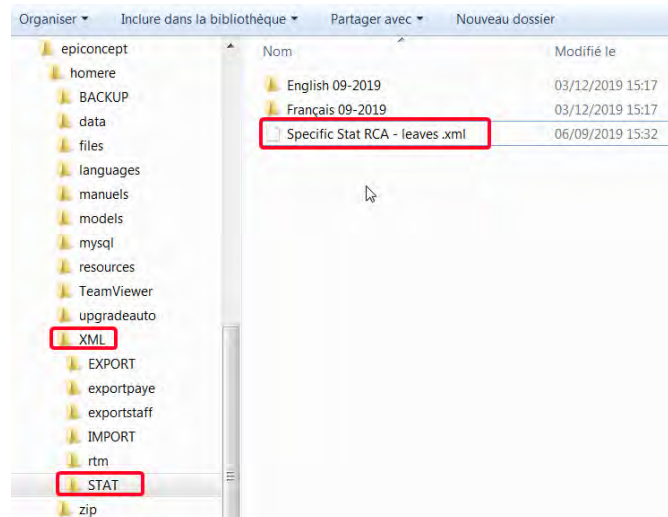 Organiser Inclure dans la bibliothèque Partager avec Nouveau dossier
epiconcept
homere
BACKUP
data
files
languages
manuels
models
mysql
resources
TeamViewer
upgradeauto
XML
EXPORT
exportpaye
exportstaff
IMPORT
rtm
STAT
zip
Nom Modifié le
English 09-2019 03/12/2019 15:17
Français 09-2019 03/12/2019 15:17
Specific Stat RCA - leaves .xml 06/09/2019 15:32